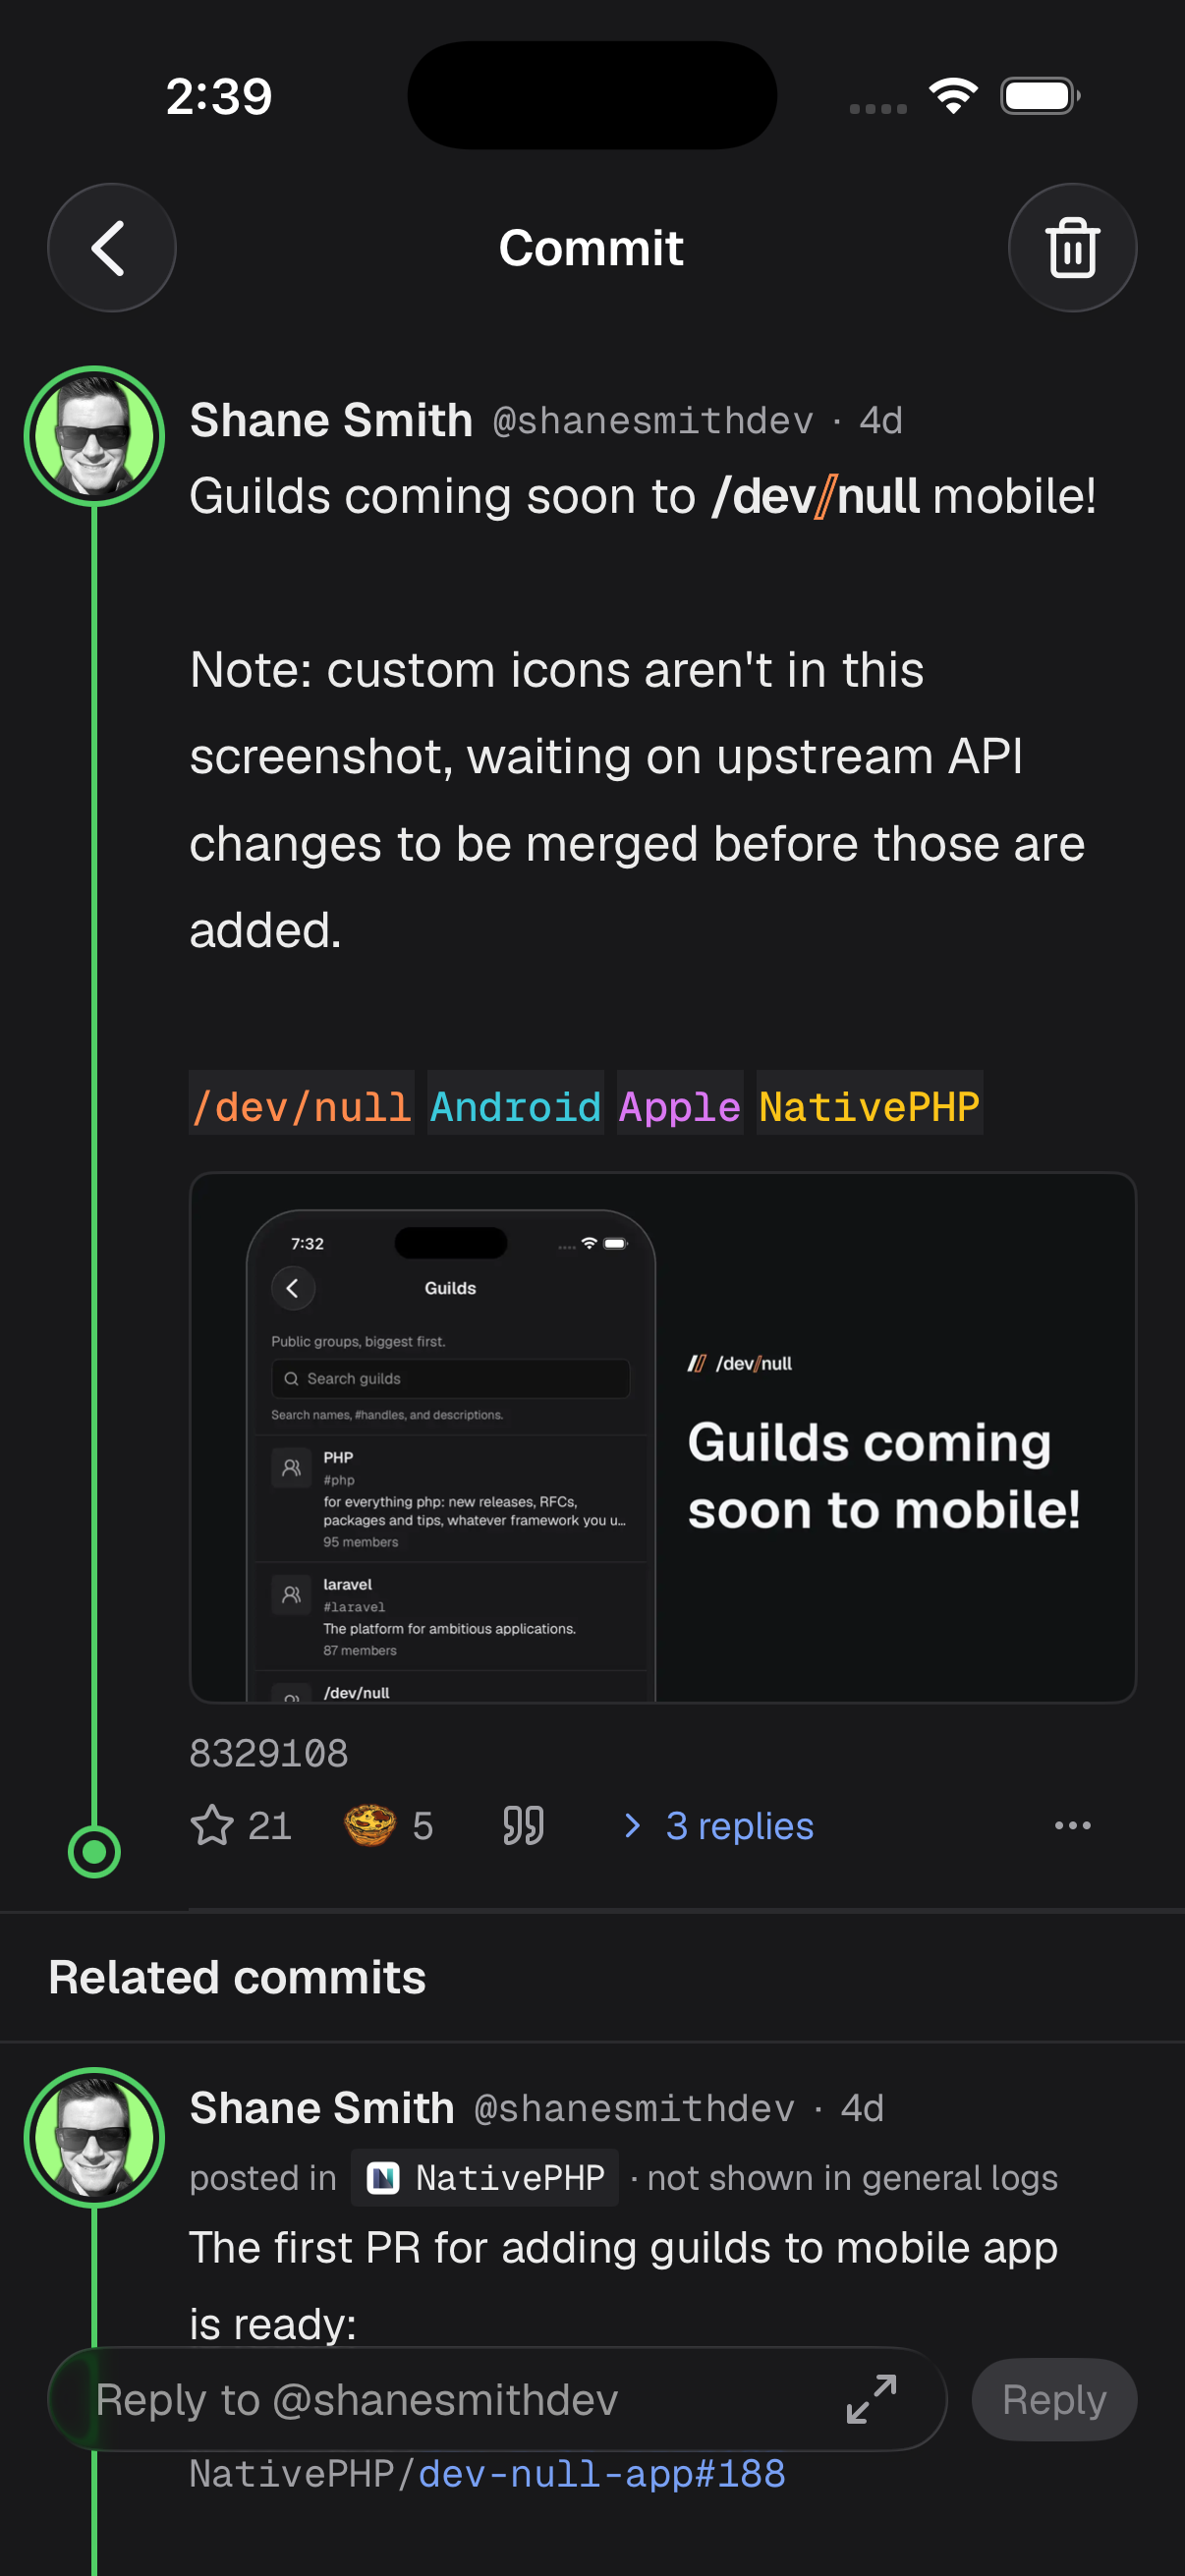 2:39
Commit
Shane Smith @shanesmithdev · 4d
Guilds coming soon to /dev/null mobile!
Note: custom icons aren't in this
screenshot, waiting on upstream API
changes to be merged before those are
added.
/dev/null Android Apple NativePHP
7:32
Guilds
Public groups, biggest first.
Search guilds
Search names, #handles, and descriptions.
PHP
#php
for everything php: new releases, RFCs,
packages and tips, whatever framework you u...
95 members
laravel
#laravel
The platform for ambitious applications.
87 members
/dev/null
/dev/null
Guilds coming
soon to mobile!
8329108
21 5 3 replies
Related commits
Shane Smith @shanesmithdev · 4d
posted in NativePHP · not shown in general logs
The first PR for adding guilds to mobile app
is ready:
Reply to @shanesmithdev
Reply
NativePHP/dev-null-app#188